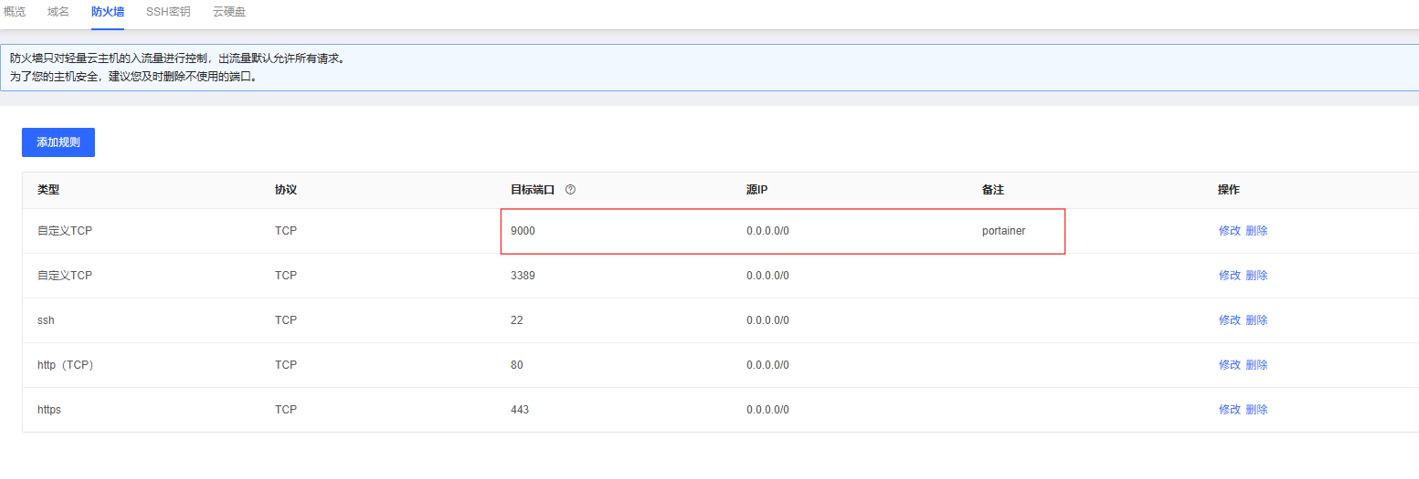 概览 域名 防火墙 SSH密钥 云硬盘
防火墙只对轻量云主机的入流量进行控制，出流量默认允许所有请求。
为了您的主机安全，建议您及时删除不使用的端口。
添加规则
类型 协议 目标端口 ? 源IP 备注 操作
自定义TCP TCP 9000 0.0.0.0/0 portainer 修改 删除
自定义TCP TCP 3389 0.0.0.0/0 修改 删除
ssh TCP 22 0.0.0.0/0 修改 删除
http（TCP） TCP 80 0.0.0.0/0 修改 删除
https TCP 443 0.0.0.0/0 修改 删除